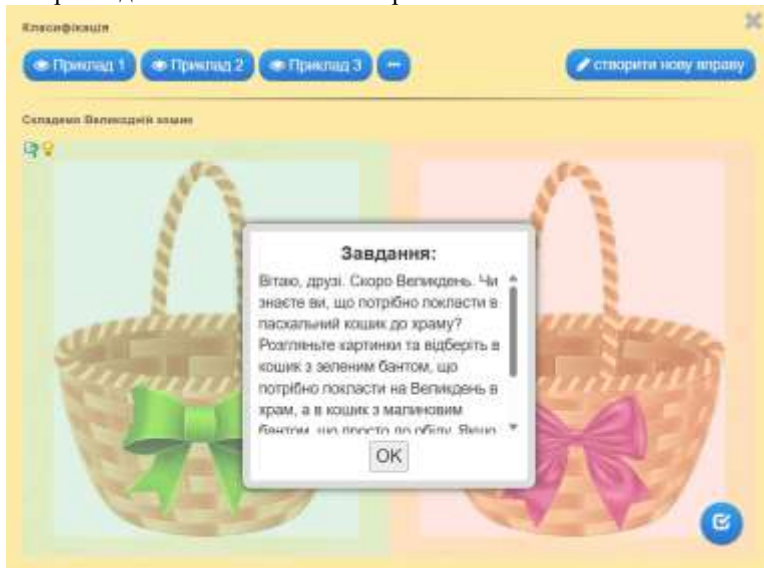 Класифікація
Приклад 1
Приклад 2
Приклад 3
створити нову вправу
Складемо Великодній кошик
Завдання:
Вітаю, друзі. Скоро Великдень. Чи
знаєте ви, що потрібно покласти в
пасхальний кошик до храму?
Розгляньте картинки та відберіть в
кошик з зеленим бантом, що
потрібно покласти на Великдень в
храм, а в кошик з малиновим
бантом, що просто до обіду. Якщо
OK